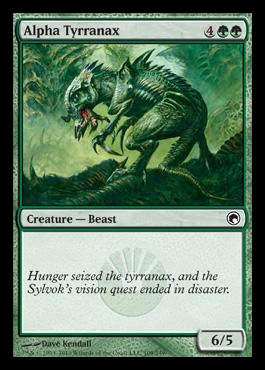 Alpha Tyrranax 4
Creature — Beast
Hunger seized the tyrranax, and the
Sylvok's vision quest ended in disaster.
Dave Kendall
6/5